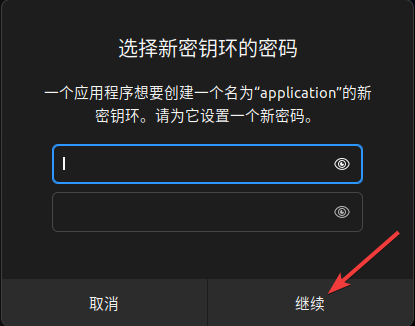 选择新密钥环的密码
一个应用程序想要创建一个名为“application”的新
密钥环。请为它设置一个新密码。
取消
继续